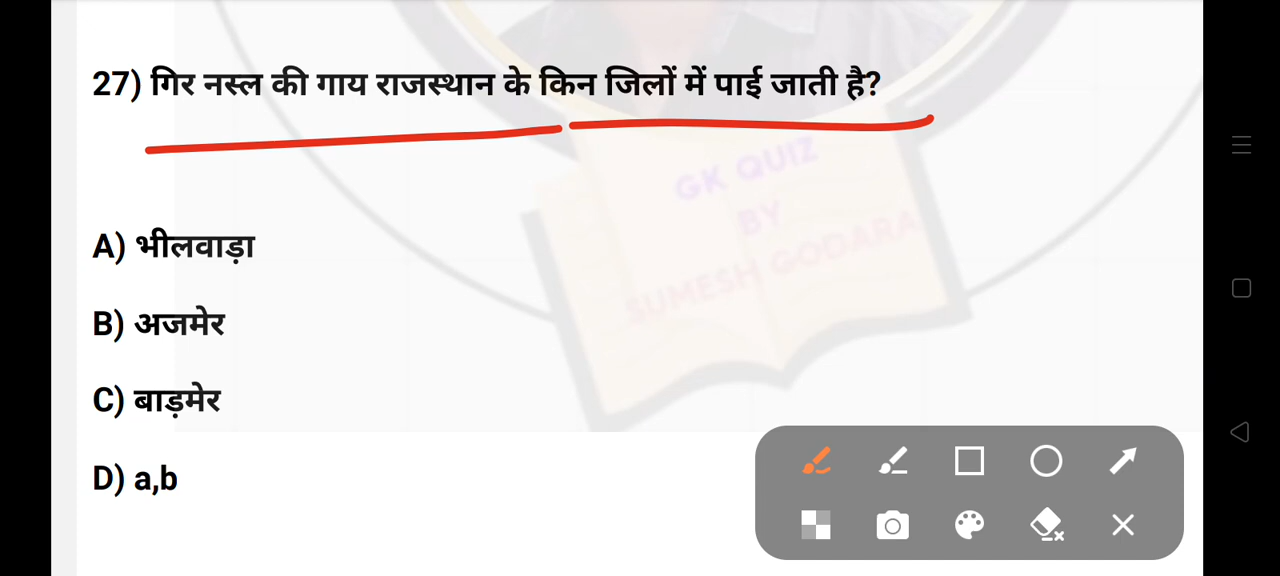 27) गिर नस्ल की गाय राजस्थान के किन जिलों में पाई जाती है?
GK QUIZ
BY
SUMESH GODARA
A) भीलवाड़ा
B) अजमेर
C) बाड़मेर
D) a,b